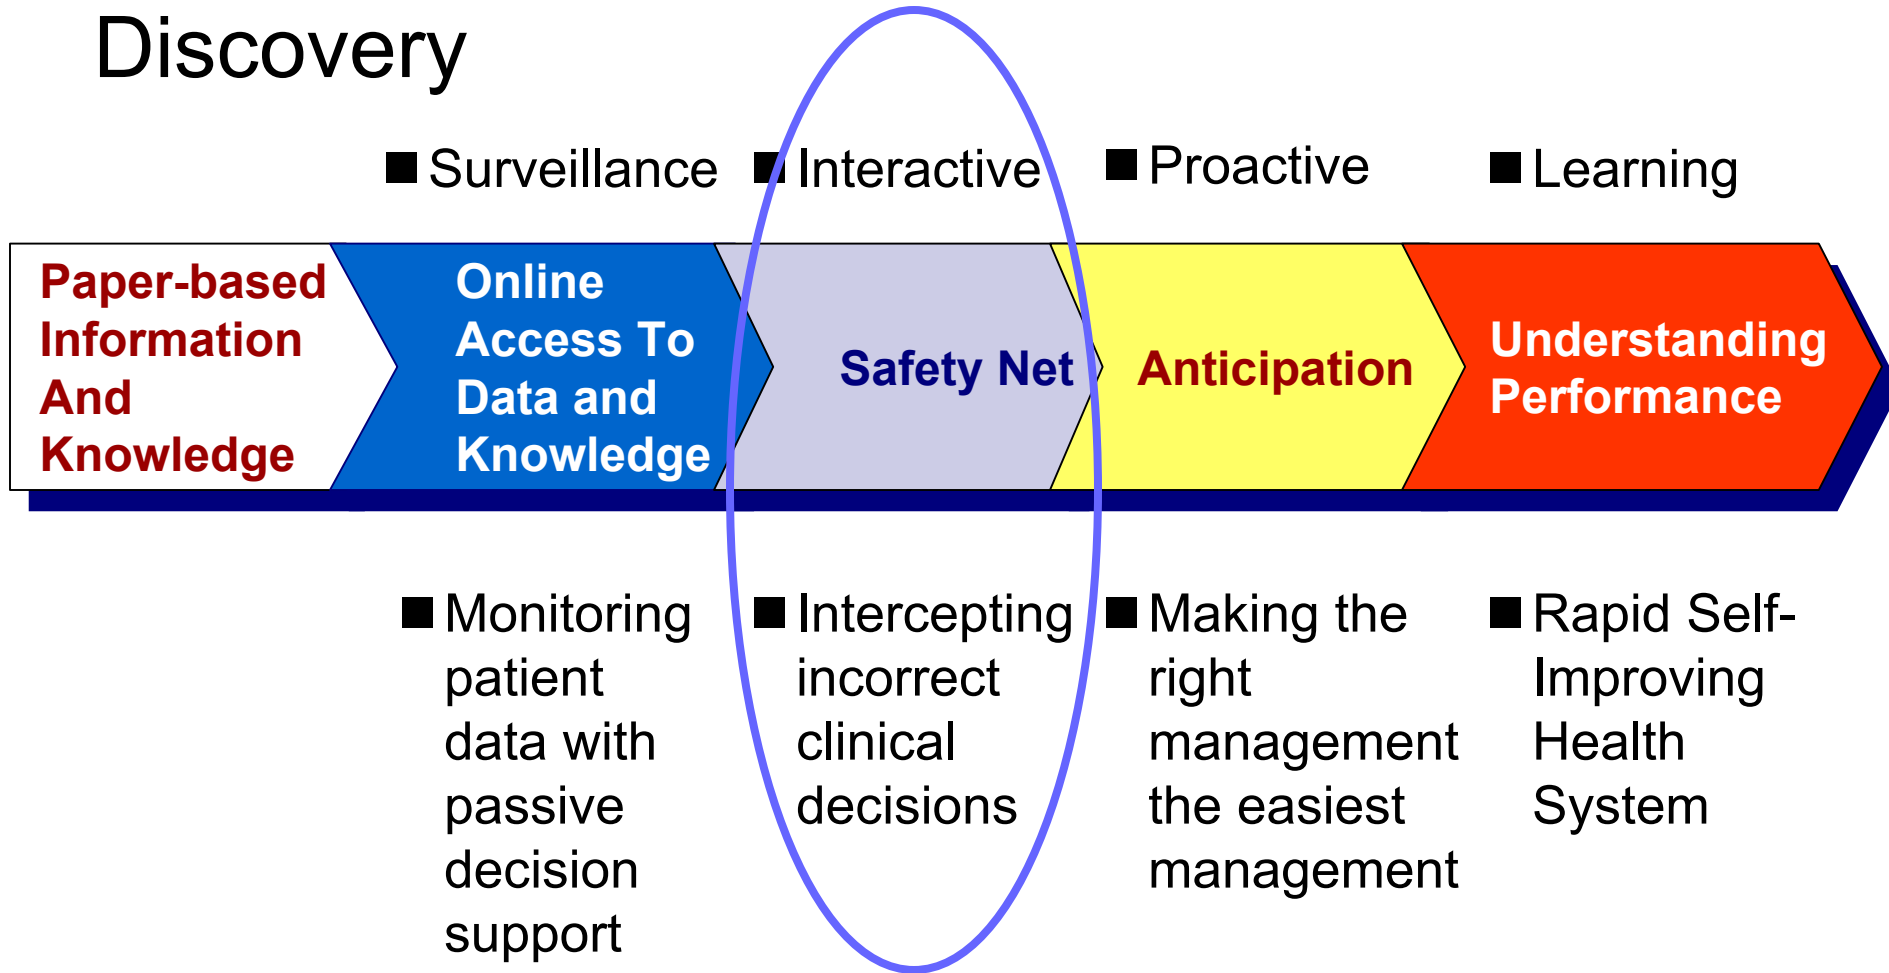 Discovery
■ Surveillance
■ Interactive
■ Proactive
■ Learning
Paper-based
Information
And
Knowledge
Online
Access To
Data and
Knowledge
Safety Net
Anticipation
Understanding
Performance
■ Monitoring
patient
data with
passive
decision
support
■ Intercepting
incorrect
clinical
decisions
■ Making the
right
management
the easiest
management
■ Rapid Self-
Improving
Health
System